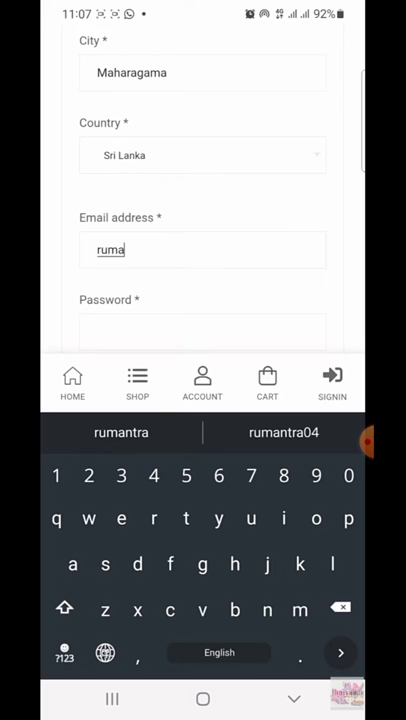 11:07 92%
City *
Maharagama
Country *
Sri Lanka
Email address *
ruma
Password *
HOME SHOP ACCOUNT CART SIGNIN
rumantra rumantra04
1 2 3 4 5 6 7 8 9 0
q w e r t y u i o p
a s d f g h j k l
z x c v b n m
?123 , English .